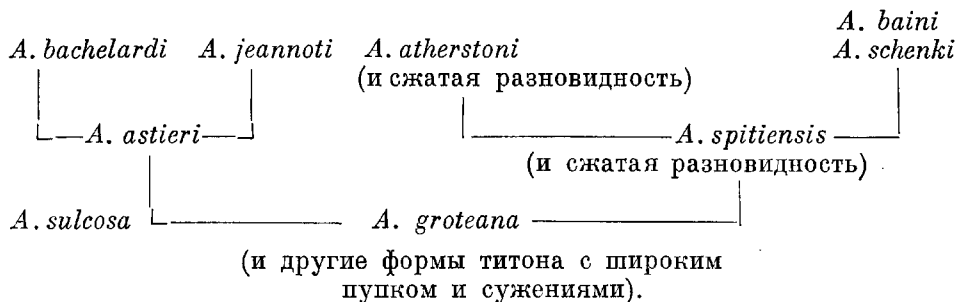 A. baini
A. bachelardi A. jeannoti A. atherstoni A. schenki
(и сжатая разновидность)
A. astieri A. spitiensis
(и сжатая разновидность)
A. sulcosa A. groteana
(и другие формы титона с широким
пупком и сужениями).